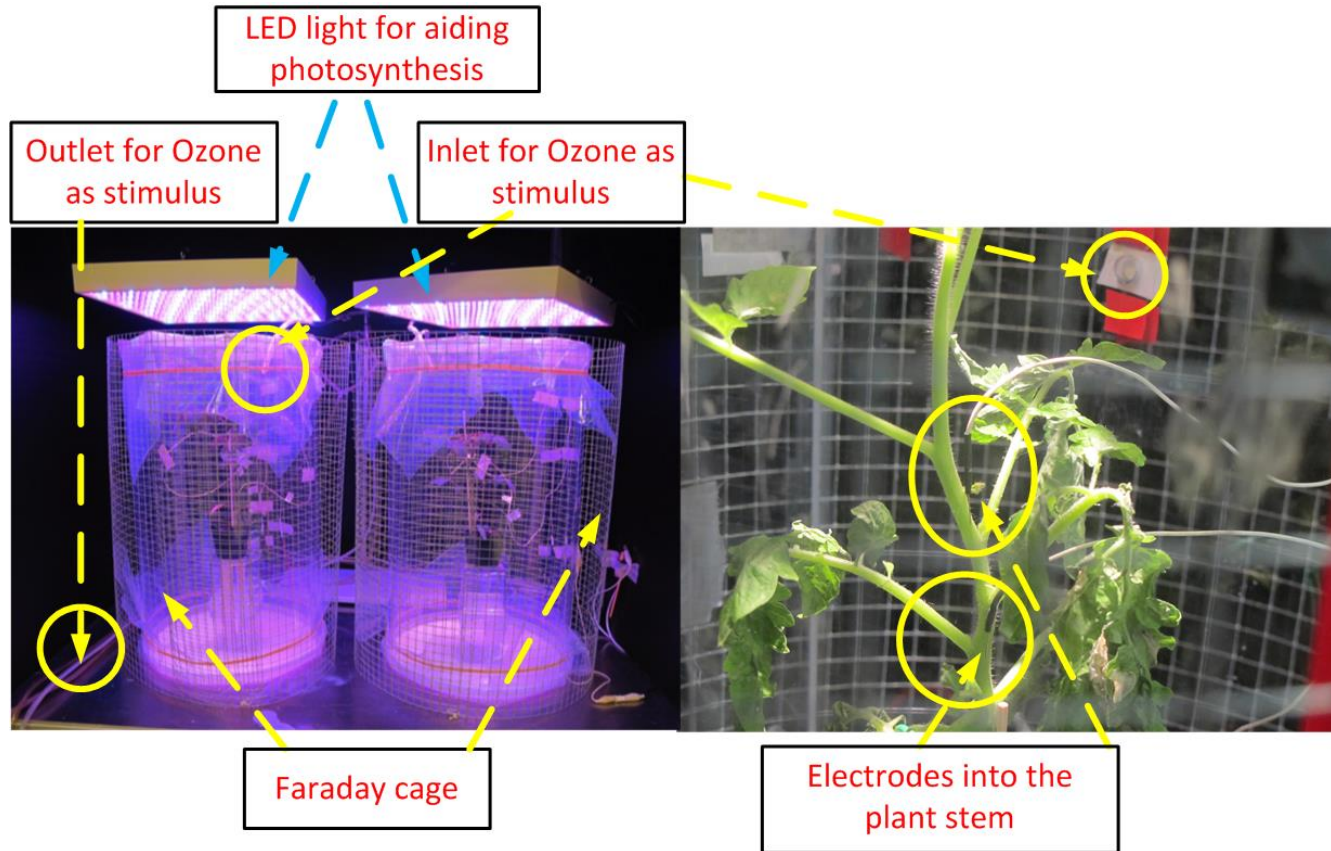 LED light for aiding
photosynthesis
Outlet for Ozone
as stimulus
Inlet for Ozone as
stimulus
Faraday cage
Electrodes into the
plant stem